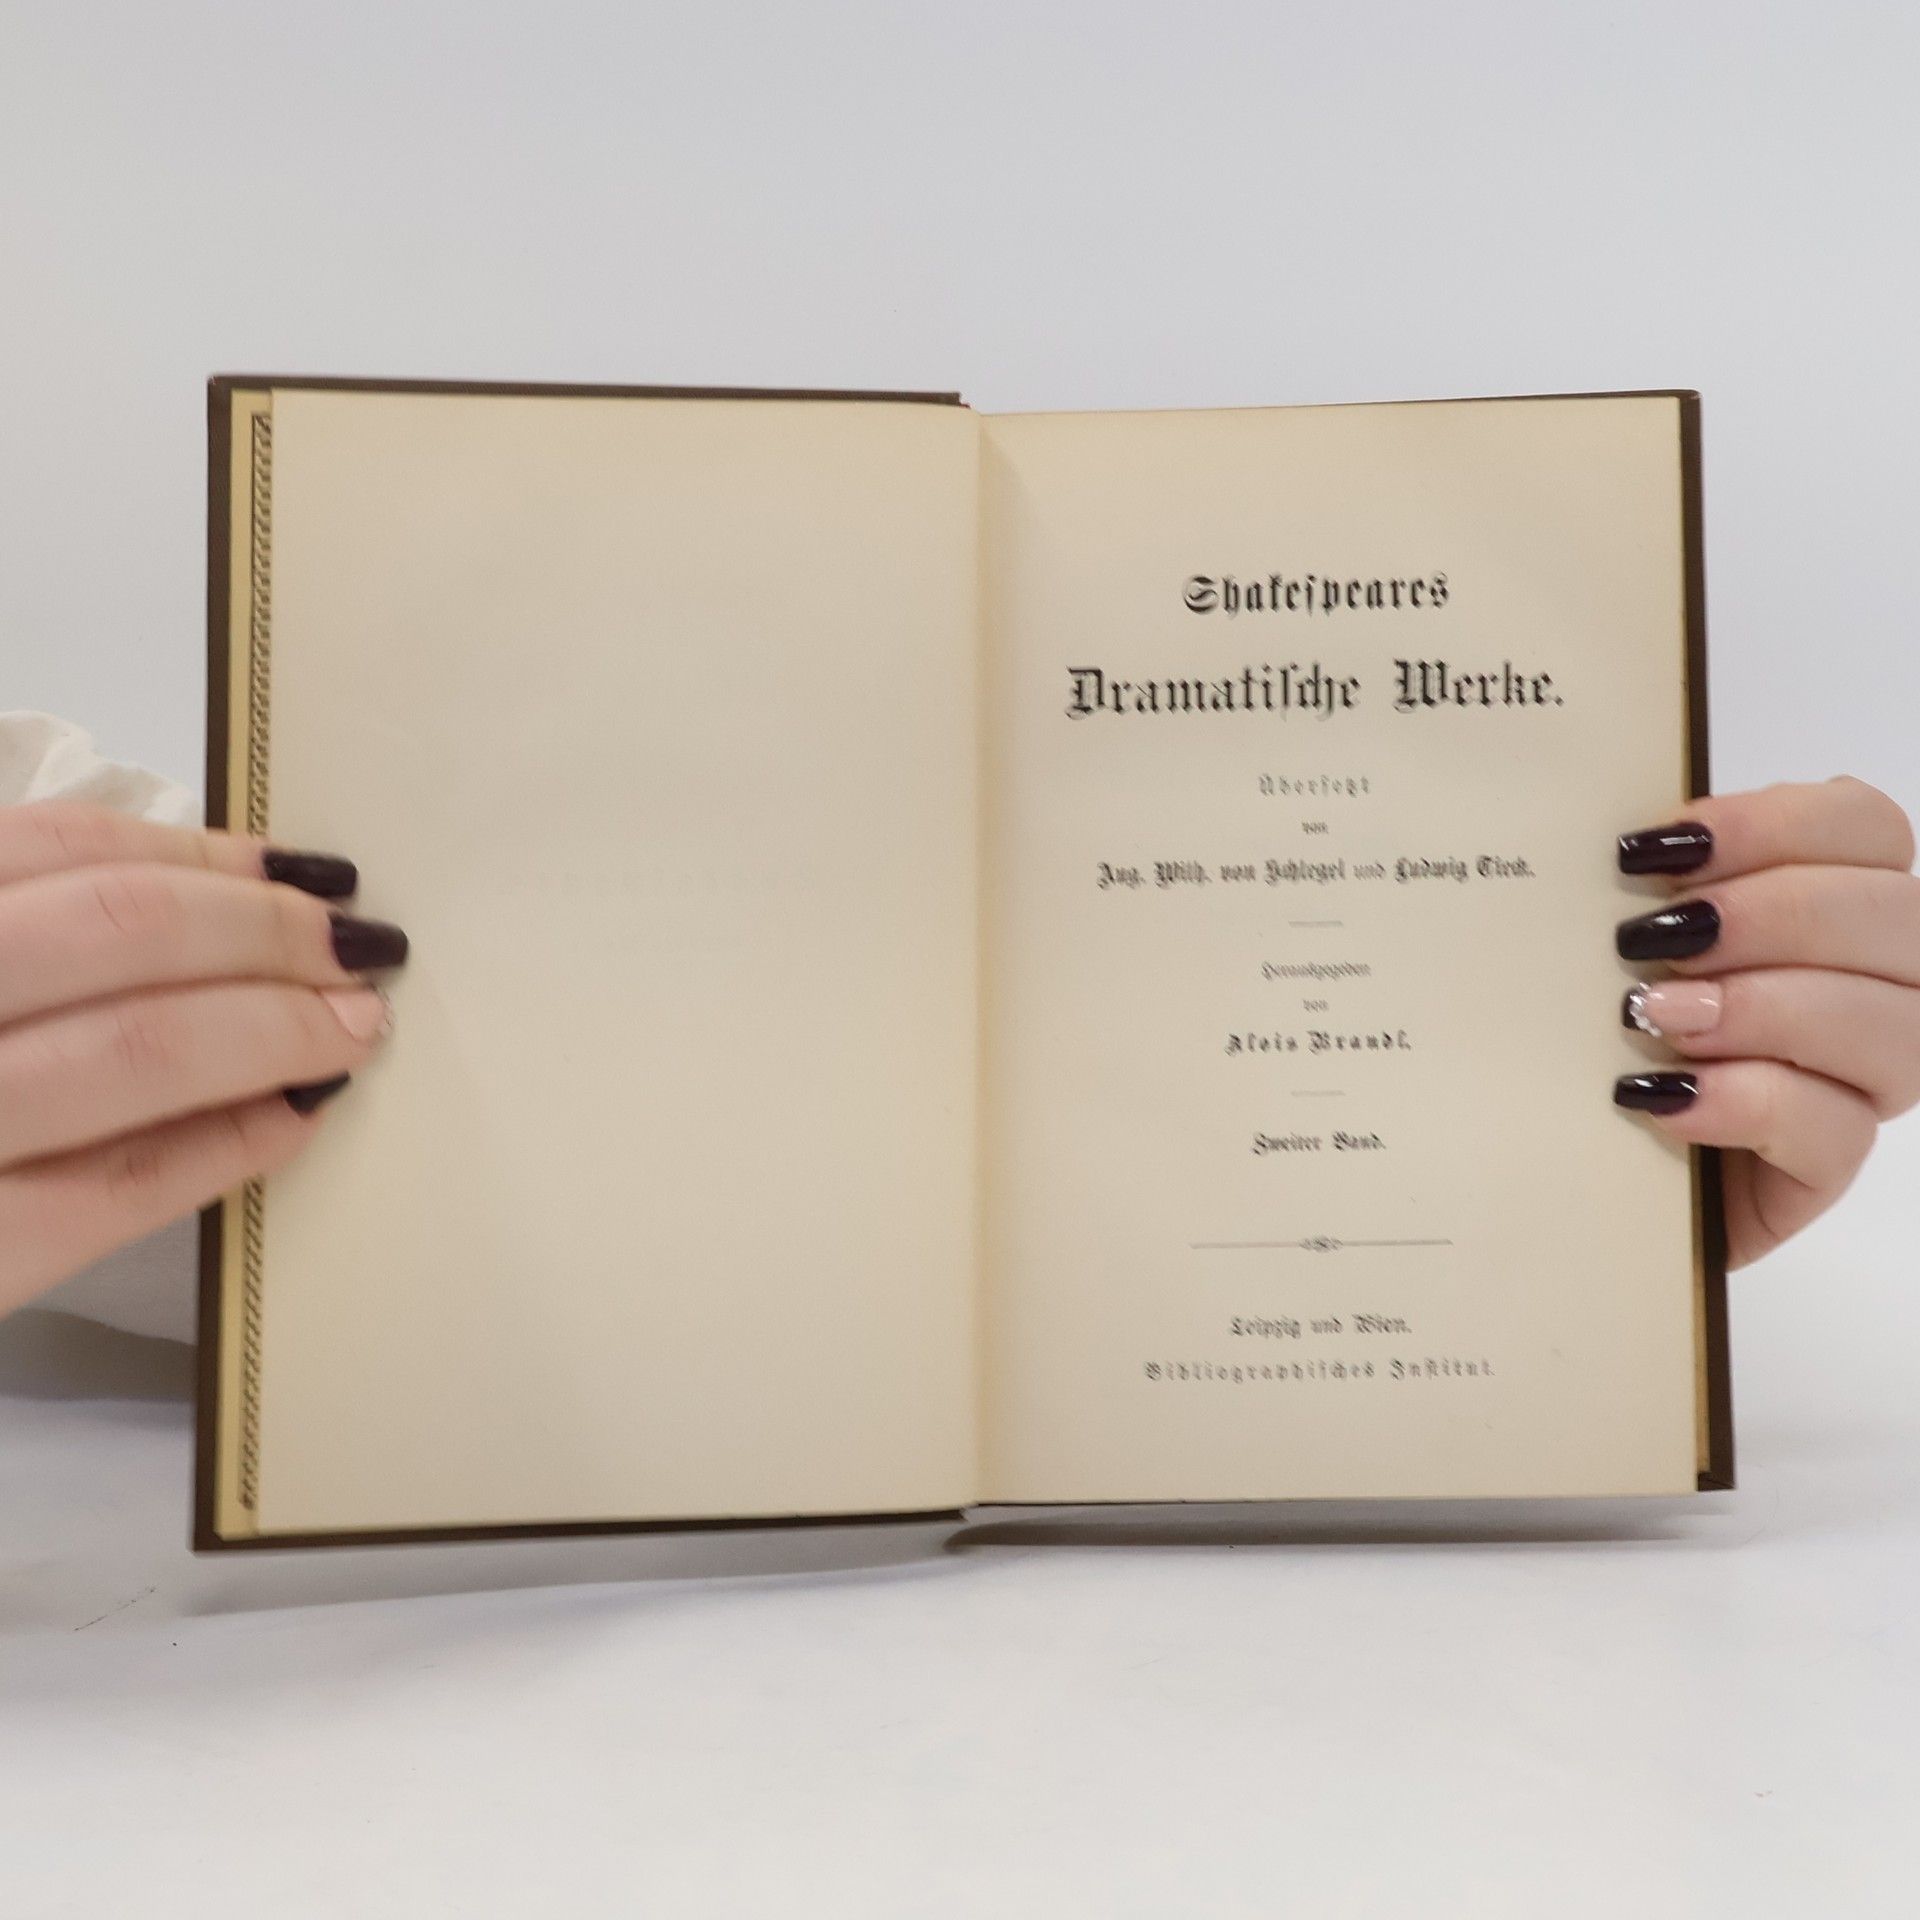 Shakespeares
Dramatische Werke.
Übersetzt
von
Aug. Wilh. von Schlegel und Ludwig Tieck.
Herausgegeben
von
Alois Brandl.
Zweiter Band.
Leipzig und Wien.
Bibliographisches Institut.